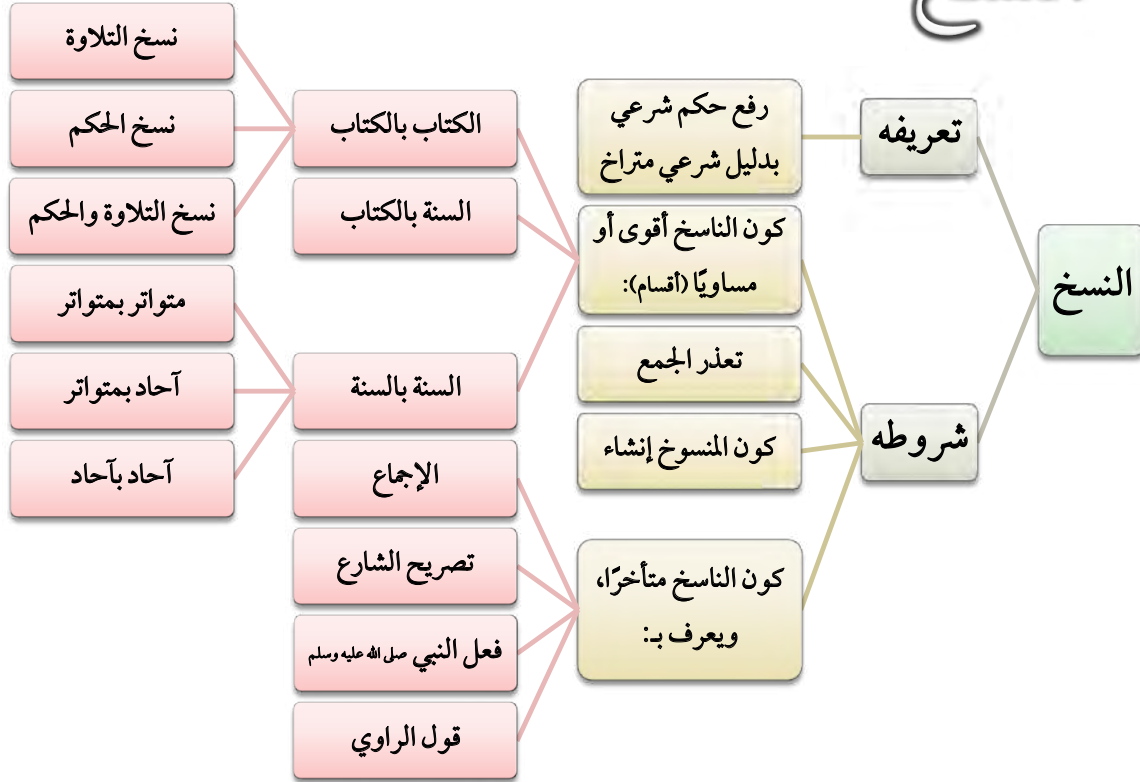 النسخ
تعريفه
رفع حكم شرعي
بدليل شرعي متراخ
شروطه
كون الناسخ أقوى أو
مساويًا (أقسام):
الكتاب بالكتاب
نسخ التلاوة
نسخ الحكم
نسخ التلاوة والحكم
السنة بالكتاب
السنة بالسنة
متواتر بمتواتر
آحاد بمتواتر
آحاد بآحاد
تعذر الجمع
كون المنسوخ إنشاء
كون الناسخ متأخرًا،
ويعرف بـ:
الإجماع
تصريح الشارع
فعل النبي صلى الله عليه وسلم
قول الراوي